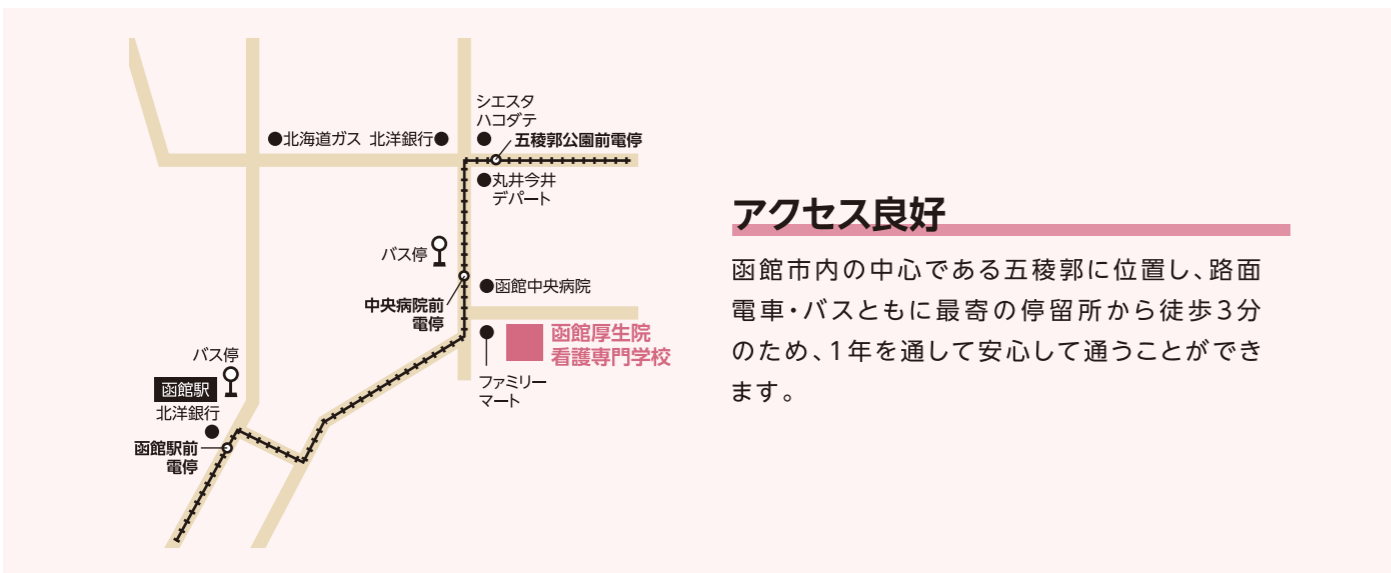 シエスタ
ハコダテ
●北海道ガス 北洋銀行●
五稜郭公園前電停
●丸井今井
デパート
バス停
●函館中央病院
中央病院前
電停
函館厚生院
看護専門学校
ファミリー
マート
バス停
函館駅
北洋銀行
函館駅前
電停
アクセス良好
函館市内の中心である五稜郭に位置し、路面
電車・バスともに最寄の停留所から徒歩3分
のため、1年を通して安心して通うことができ
ます。